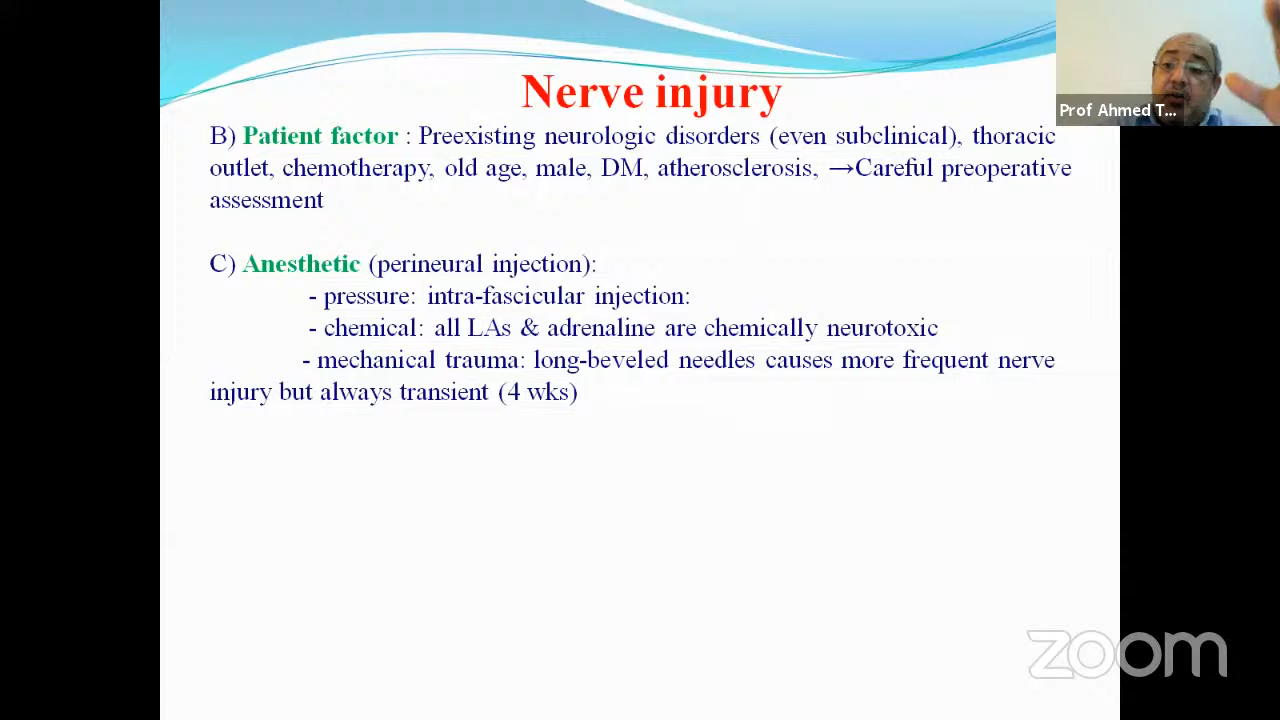 Nerve injury
Prof Ahmed T...
B) Patient factor : Preexisting neurologic disorders (even subclinical), thoracic
outlet, chemotherapy, old age, male, DM, atherosclerosis, →Careful preoperative
assessment
C) Anesthetic (perineural injection):
- pressure: intra-fascicular injection:
- chemical: all LAs & adrenaline are chemically neurotoxic
- mechanical trauma: long-beveled needles causes more frequent nerve
injury but always transient (4 wks)
zoom